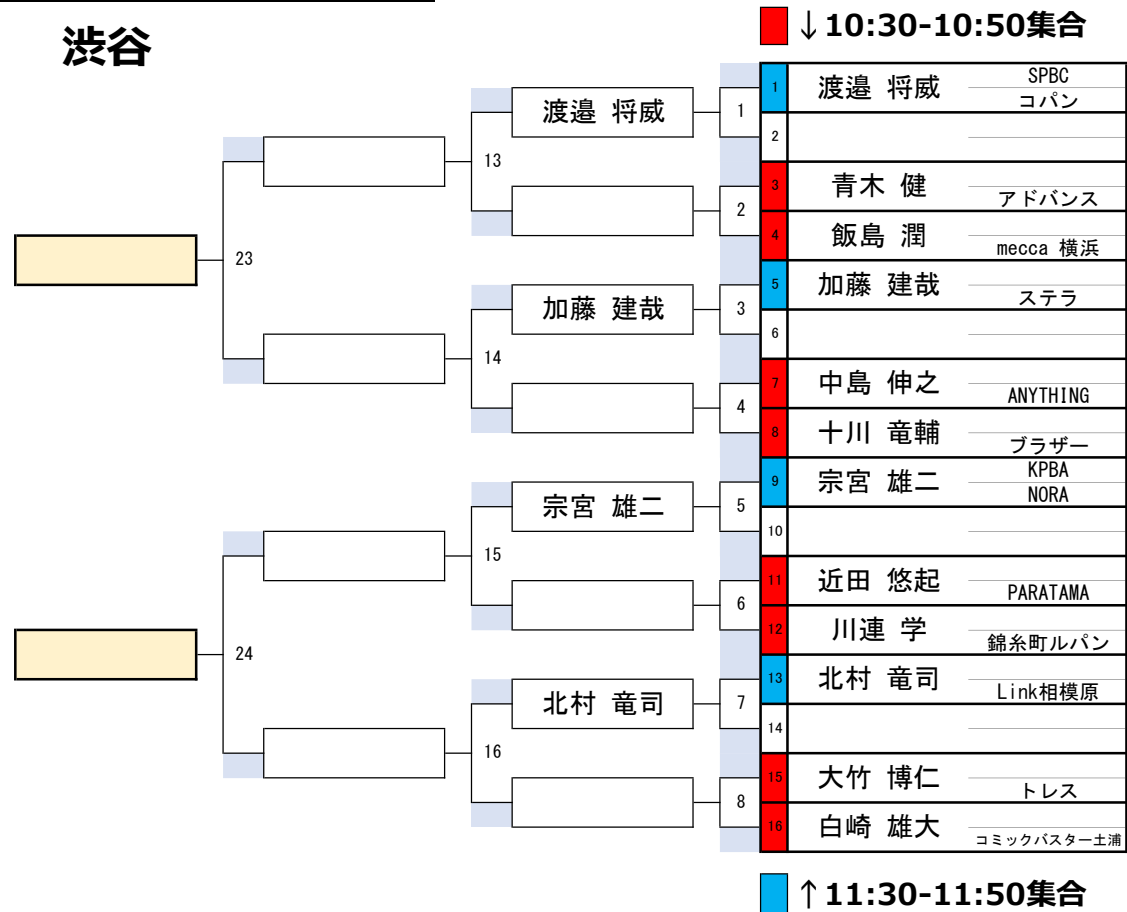 渋谷
↓10:30-10:50集合
1 渡邉 将威 SPBC
コパン
2
3 青木 健 アドバンス
4 飯島 潤 mecca 横浜
5 加藤 建哉 ステラ
6
7 中島 伸之 ANYTHING
8 十川 竜輔 ブラザー
9 宗宮 雄二 KPBA
NORA
10
11 近田 悠起 PARATAMA
12 川連 学 錦糸町ルパン
13 北村 竜司 Link相模原
14
15 大竹 博仁 トレス
16 白崎 雄大 コミックバスター土浦
渡邉 将威 1
13
2
23
加藤 建哉 3
14
4
宗宮 雄二 5
15
6
24
北村 竜司 7
16
8
↑11:30-11:50集合